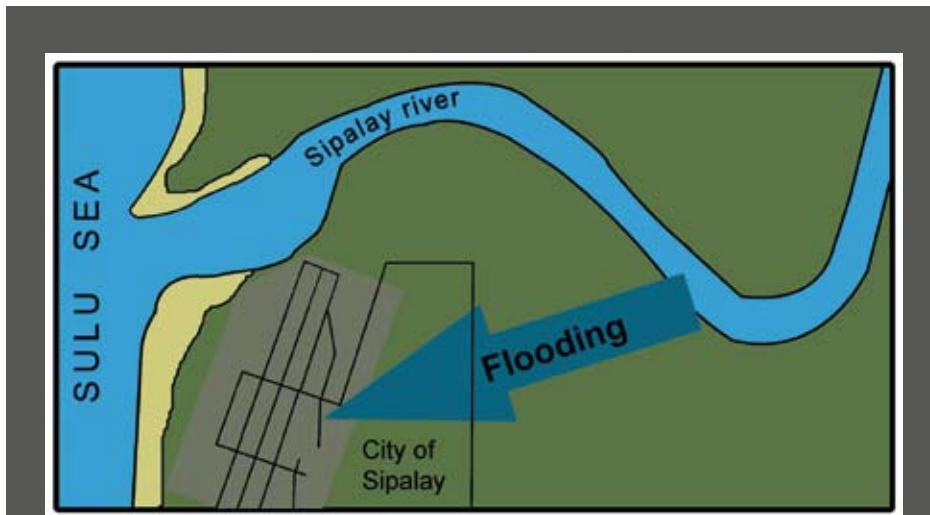 Sipalay river
SULU SEA
Flooding
City of
Sipalay